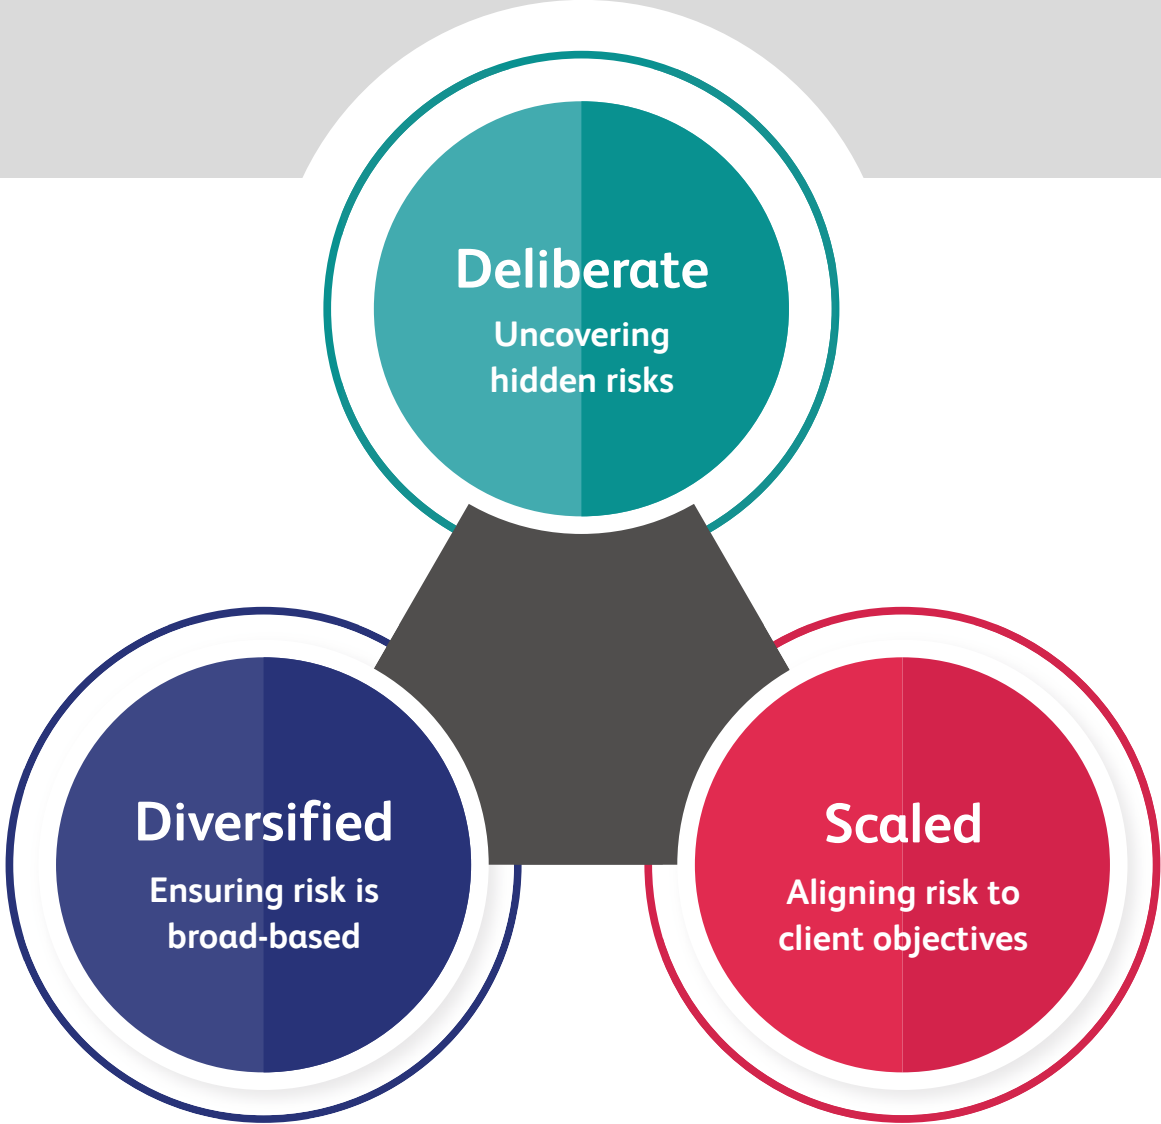 Deliberate
Uncovering
hidden risks
Diversified
Ensuring risk is
broad-based
Scaled
Aligning risk to
client objectives